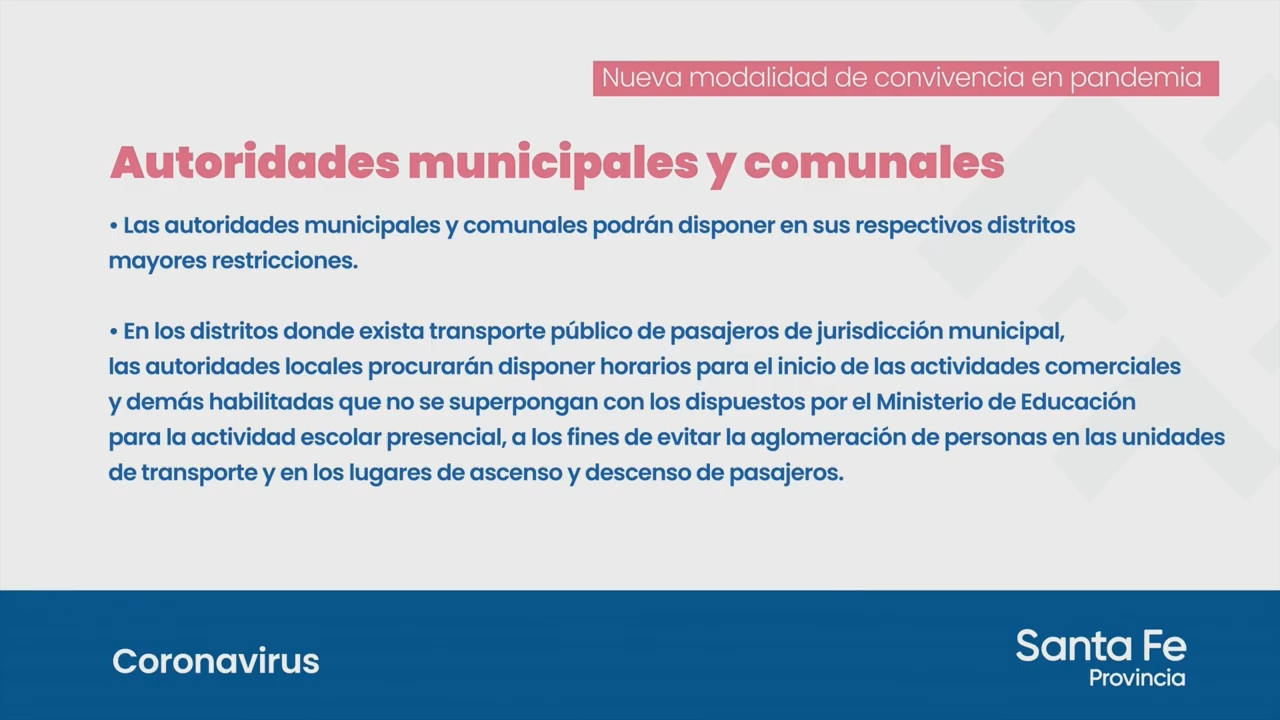 Nueva modalidad de convivencia en pandemia
Autoridades municipales y comunales
• Las autoridades municipales y comunales podrán disponer en sus respectivos distritos
mayores restricciones.
• En los distritos donde exista transporte público de pasajeros de jurisdicción municipal,
las autoridades locales procurarán disponer horarios para el inicio de las actividades comerciales
y demás habilitadas que no se superpongan con los dispuestos por el Ministerio de Educación
para la actividad escolar presencial, a los fines de evitar la aglomeración de personas en las unidades
de transporte y en los lugares de ascenso y descenso de pasajeros.
Coronavirus
Santa Fe
Provincia